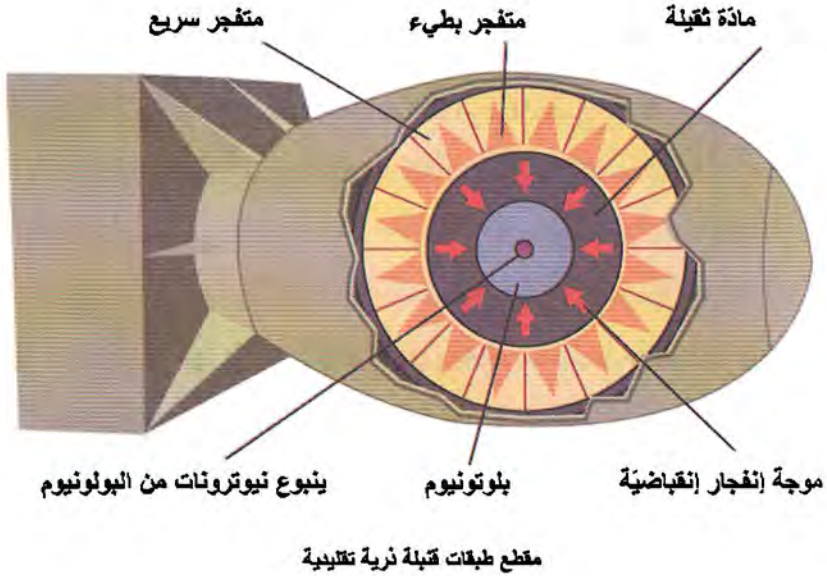 مادّة ثقيلة
متفجر بطيء
متفجر سريع
موجة إنفجار إنقباضيّة
بلوتونيوم
ينبوع نيوترونات من البولونيوم
مقطع طبقات قنبلة ذرية تقليدية